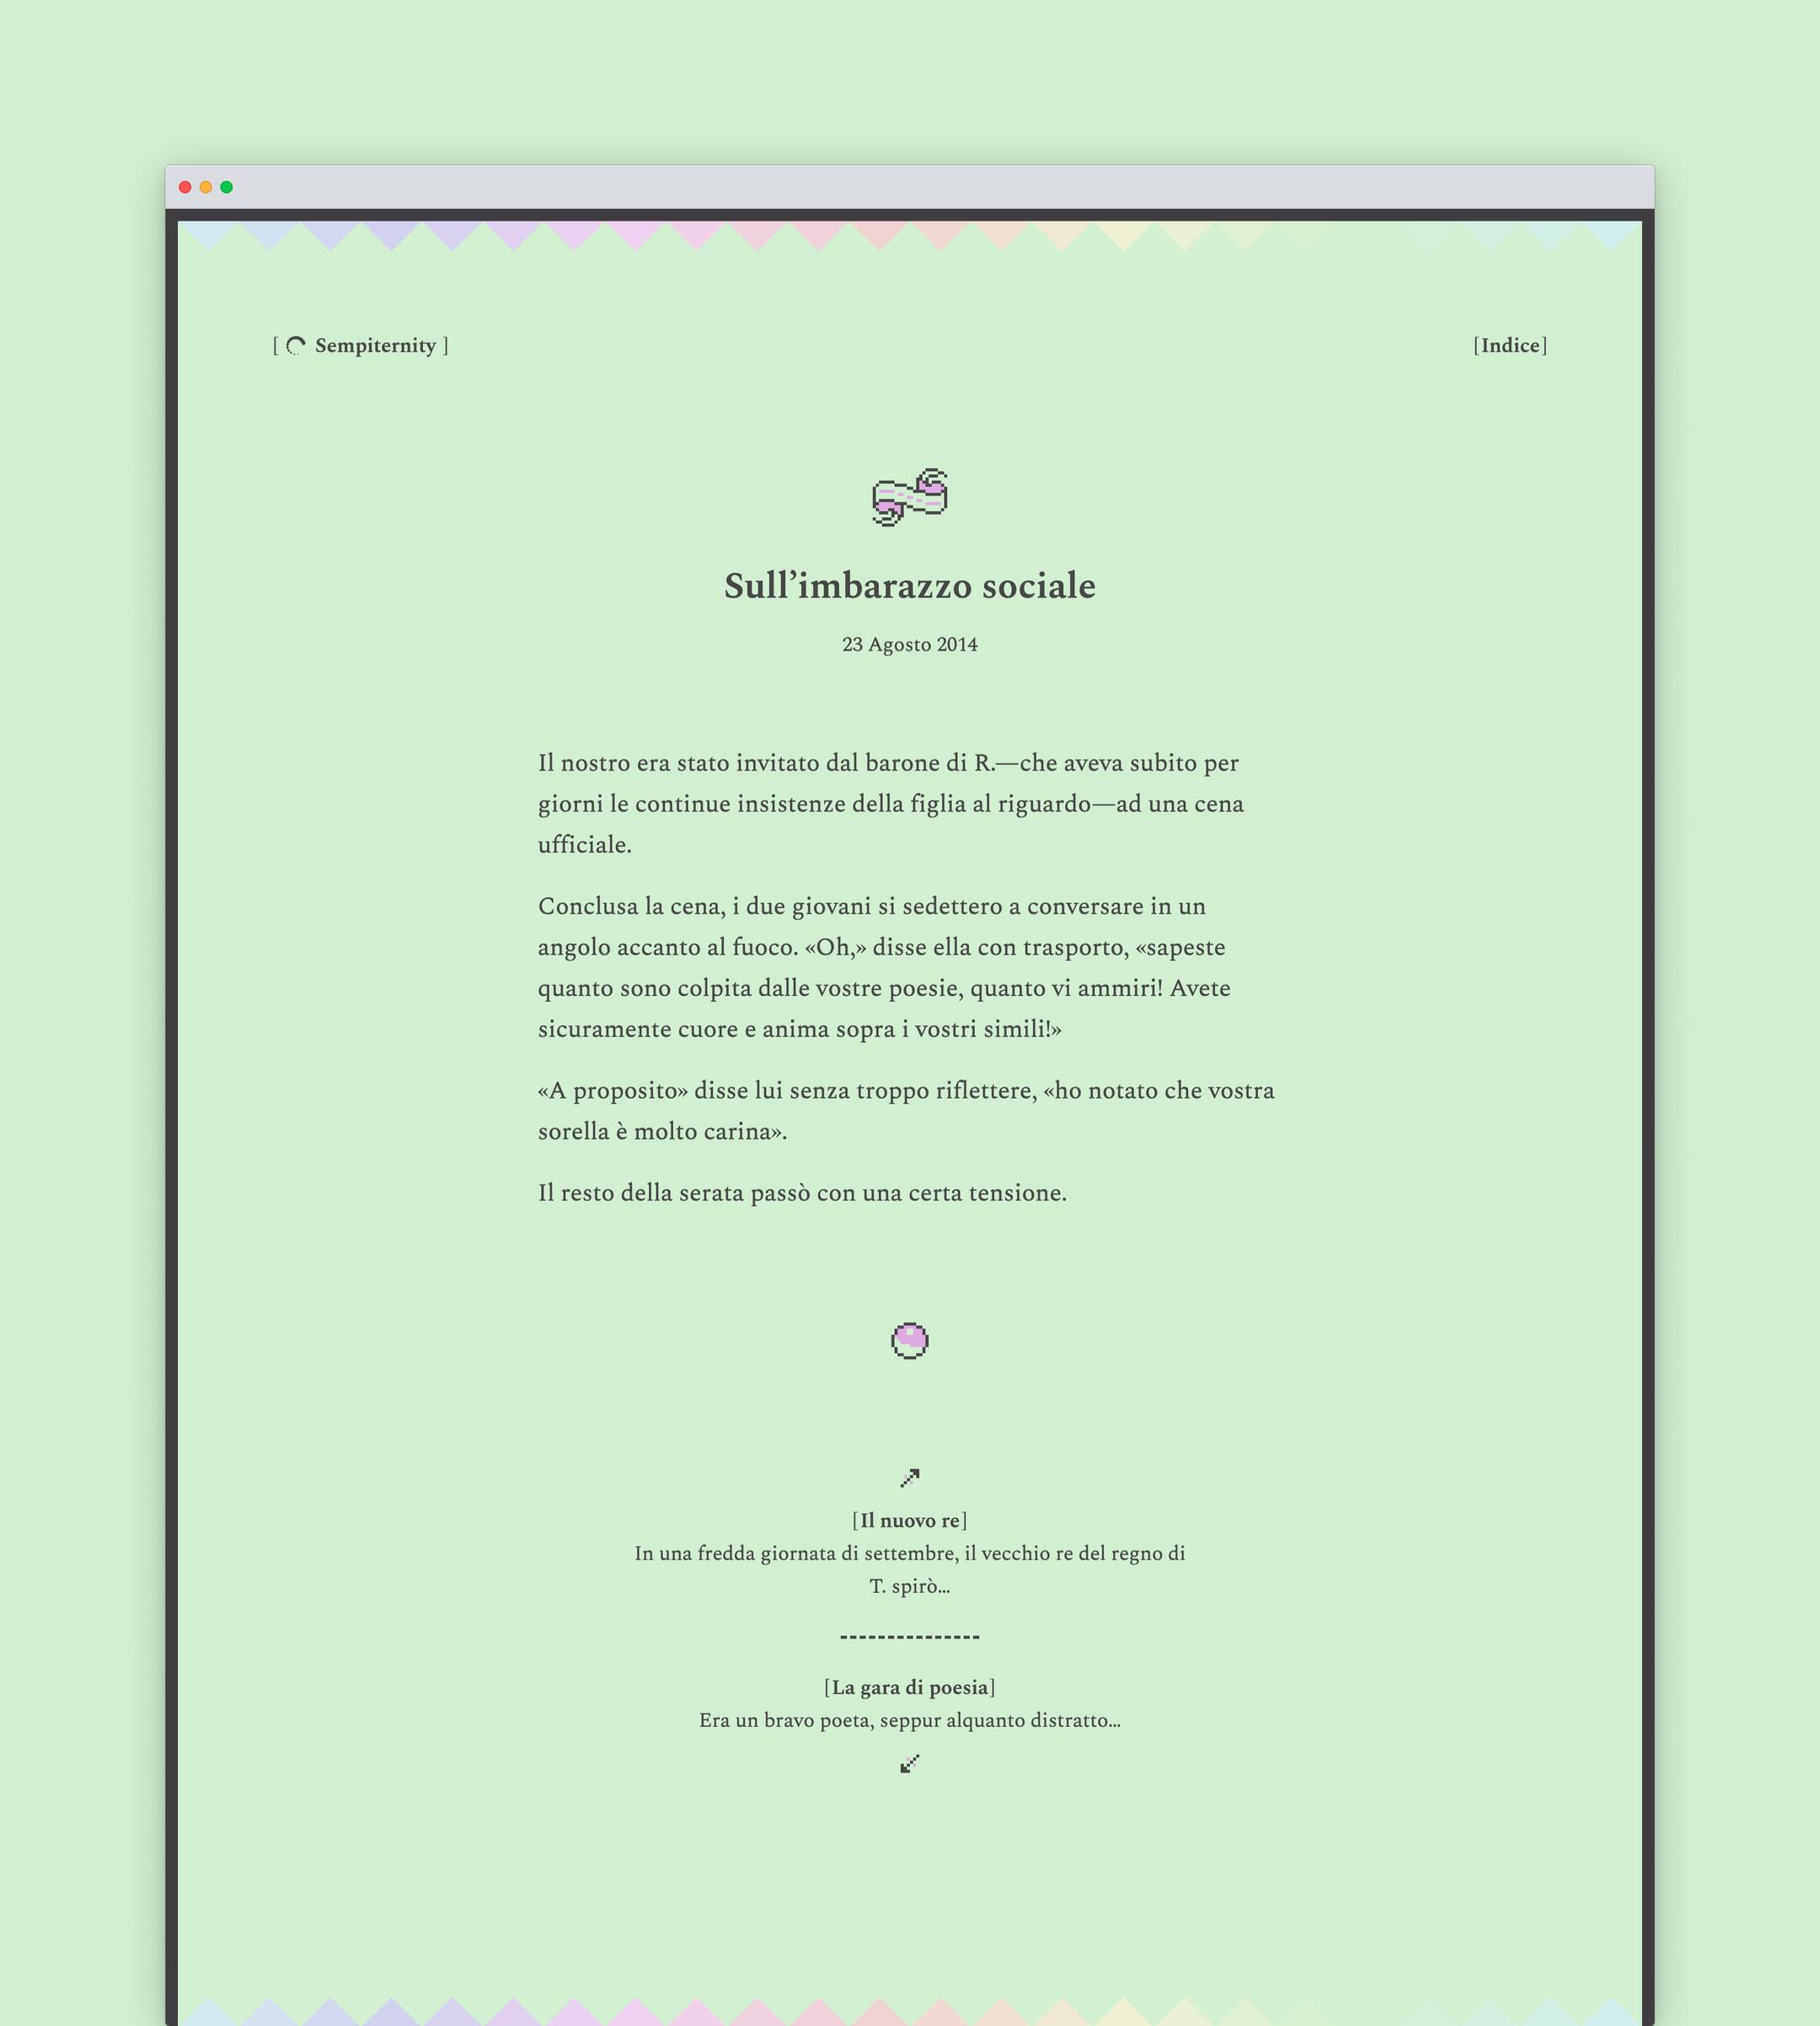 [ Sempiternity ]
[Indice]
Sull’imbarazzo sociale
23 Agosto 2014
Il nostro era stato invitato dal barone di R.—che aveva subito per
giorni le continue insistenze della figlia al riguardo—ad una cena
ufficiale.
Conclusa la cena, i due giovani si sedettero a conversare in un
angolo accanto al fuoco. «Oh,» disse ella con trasporto, «sapeste
quanto sono colpita dalle vostre poesie, quanto vi ammiri! Avete
sicuramente cuore e anima sopra i vostri simili!»
«A proposito» disse lui senza troppo riflettere, «ho notato che vostra
sorella è molto carina».
Il resto della serata passò con una certa tensione.
[Il nuovo re]
In una fredda giornata di settembre, il vecchio re del regno di
T. spirò…
[La gara di poesia]
Era un bravo poeta, seppur alquanto distratto…